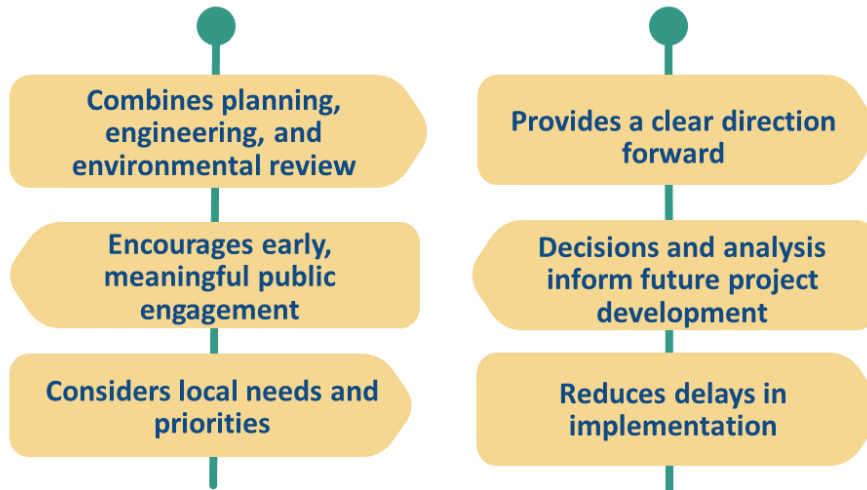 Combines planning,
engineering, and
environmental review
Encourages early,
meaningful public
engagement
Considers local needs and
priorities
Provides a clear direction
forward
Decisions and analysis
inform future project
development
Reduces delays in
implementation